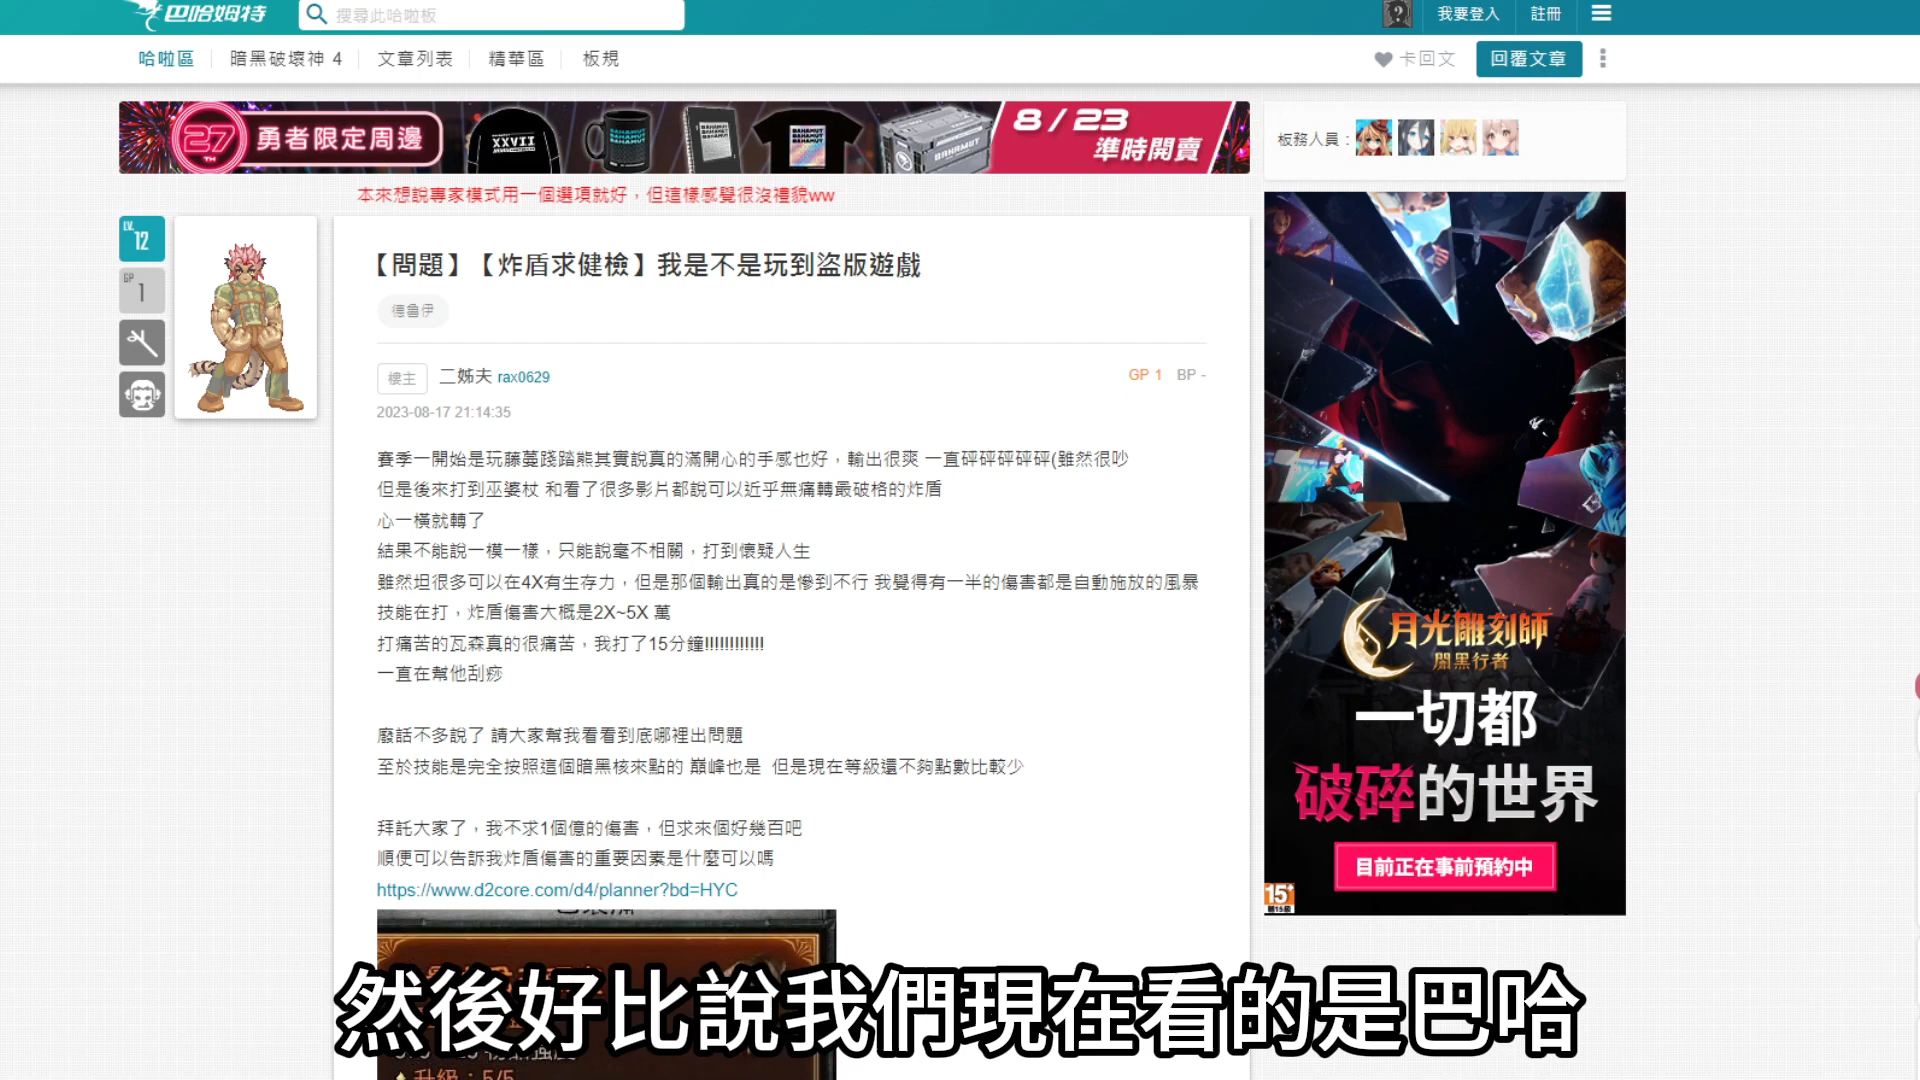 巴哈姆特
搜尋此哈啦板
我要登入
註冊
哈啦區
暗黑破壞神 4
文章列表
精華區
板規
卡回文
回覆文章
27TH
勇者限定周邊
XXVII
BAHAMUT
8/23
準時開賣
板務人員：
本來想說專家模式用一個選項就好，但這樣感覺很沒禮貌ww
LV.
12
GP
1
【問題】【炸盾求健檢】我是不是玩到盜版遊戲
德魯伊
樓主 二姊夫 rax0629
GP 1 BP -
2023-08-17 21:14:35
賽季一開始是玩藤蔓踐踏熊其實說真的滿開心的手感也好，輸出很爽 一直砰砰砰砰砰(雖然很吵
但是後來打到巫婆杖 和看了很多影片都說可以近乎無痛轉最破格的炸盾
心一橫就轉了
結果不能說一模一樣，只能說毫不相關，打到懷疑人生
雖然坦很多可以在4X有生存力，但是那個輸出真的是慘到不行 我覺得有一半的傷害都是自動施放的風暴
技能在打，炸盾傷害大概是2X~5X 萬
打痛苦的瓦森真的很痛苦，我打了15分鐘!!!!!!!!!!!!
一直在幫他刮痧
廢話不多說了 請大家幫我看看到底哪裡出問題
至於技能是完全按照這個暗黑核來點的 巔峰也是 但是現在等級還不夠點數比較少
拜託大家了，我不求1個億的傷害，但求來個好幾百吧
順便可以告訴我炸盾傷害的重要因素是什麼可以嗎
https://www.d2core.com/d4/planner?bd=HYC
月光雕刻師
闇黑行者
一切都
破碎的世界
目前正在事前預約中
15+
然後好比說我們現在看的是巴哈
升級：5/5